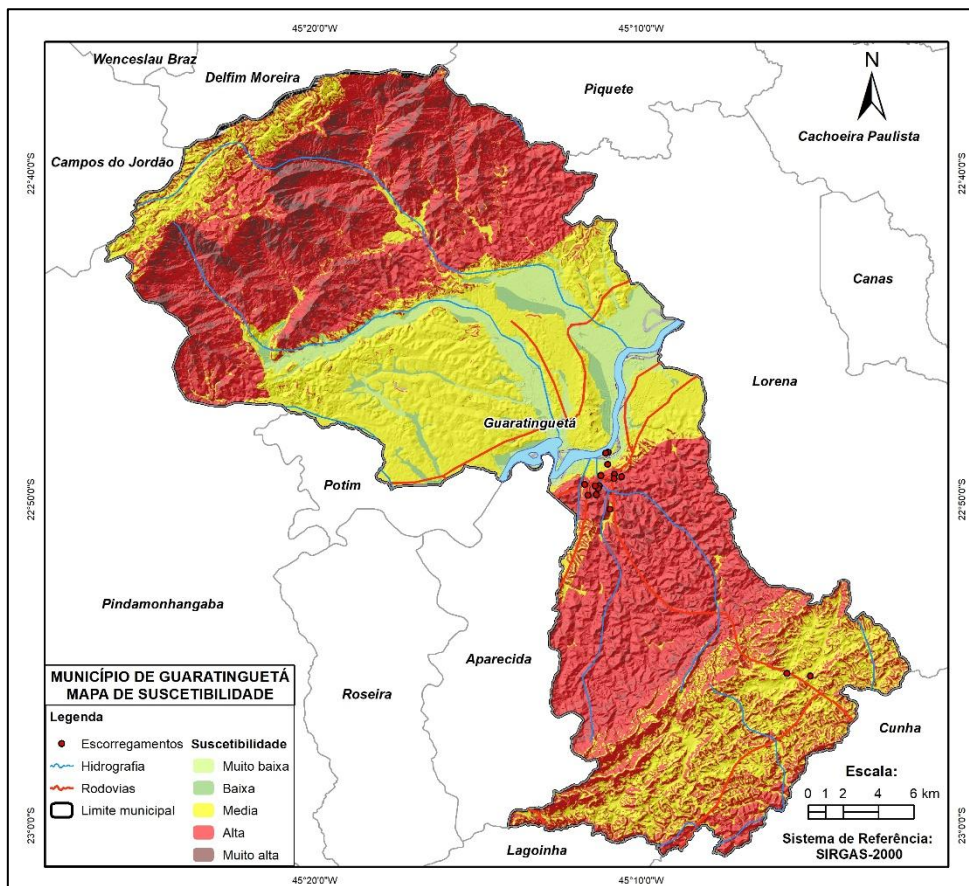 45°20'0"W
45°10'0"W
Wenceslau Braz
Delfim Moreira
Piquete
N
Cachoeira Paulista
Campos do Jordão
22°40'0"S
22°40'0"S
Canas
Lorena
Guaratinguetá
Potim
22°50'0"S
22°50'0"S
Pindamonhangaba
Aparecida
Roseira
Cunha
Lagoinha
MUNICÍPIO DE GUARATINGUETÁ
MAPA DE SUSCETIBILIDADE
Legenda
Escorregamentos
Hidrografia
Rodovias
Limite municipal
Suscetibilidade
Muito baixa
Baixa
Media
Alta
Muito alta
Escala:
0 1 2 4 6 km
Sistema de Referência:
SIRGAS-2000
23°0'0"S
23°0'0"S
45°20'0"W
45°10'0"W